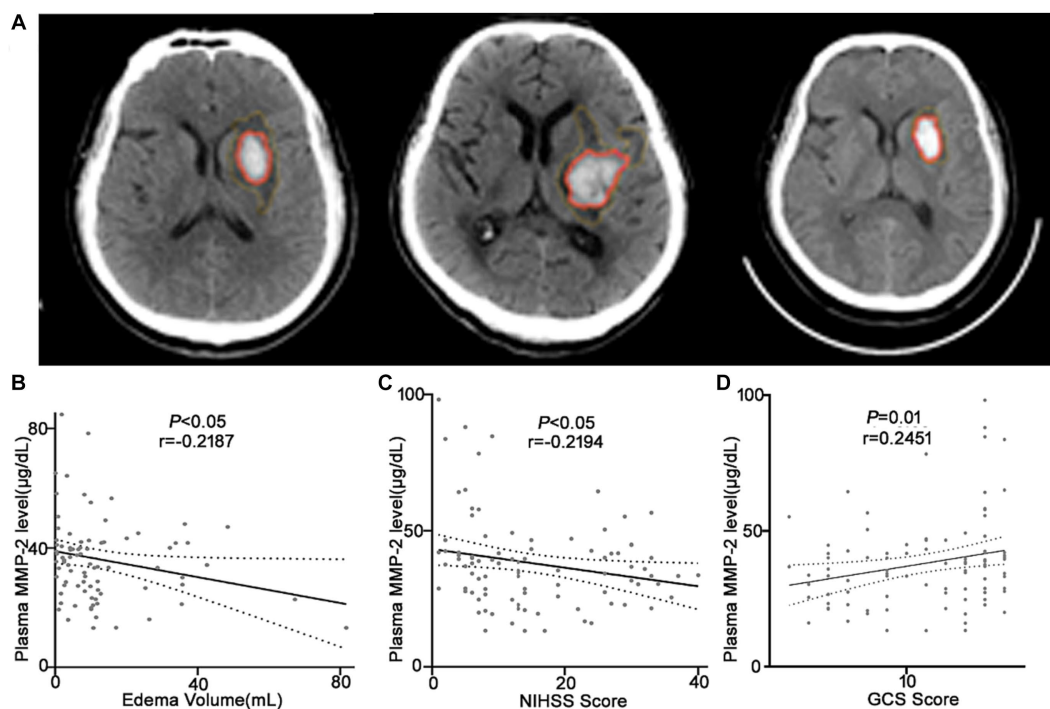 A
B
P<0.05
r=-0.2187
Plasma MMP-2 level(μg/dL)
80
40
0
0
40
80
Edema Volume(mL)
C
P<0.05
r=-0.2194
Plasma MMP-2 level(μg/dL)
100
50
0
0
20
40
NIHSS Score
D
P=0.01
r=0.2451
Plasma MMP-2 level(μg/dL)
100
50
0
10
GCS Score